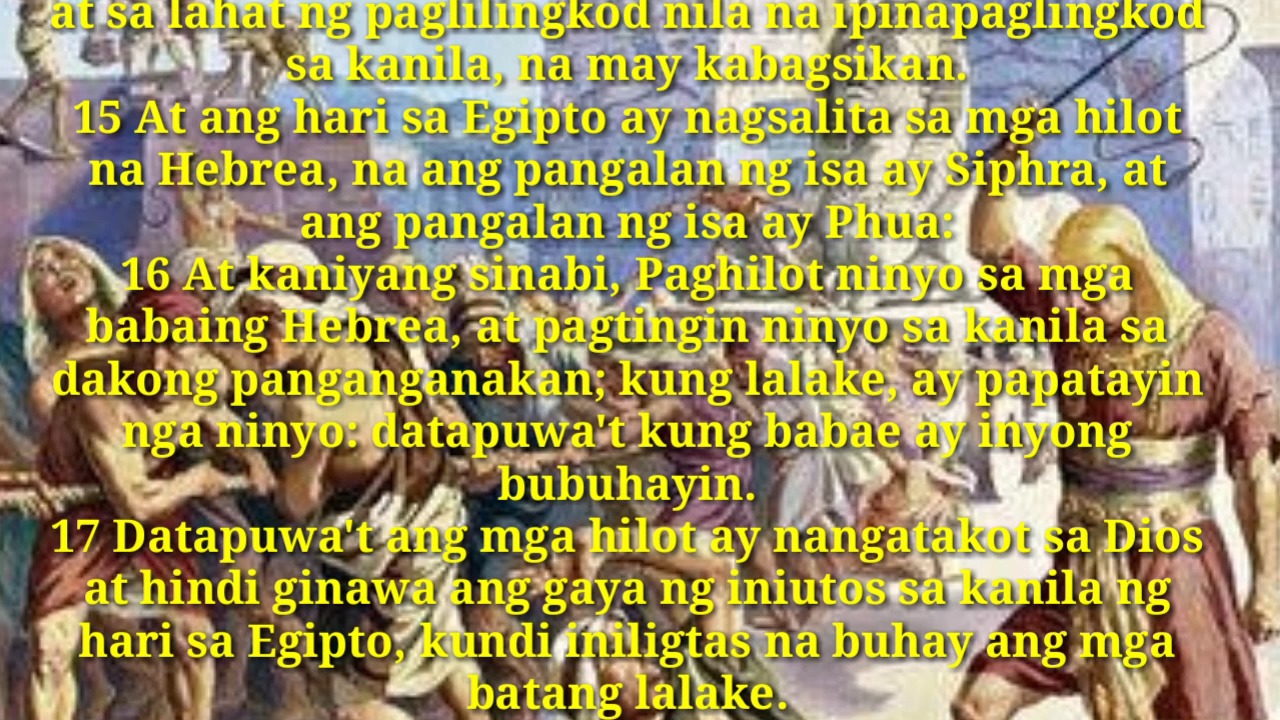 at sa lahat ng paglilingkod nila na ipinapaglingkod
sa kanila, na may kabagsikan.
15 At ang hari sa Egipto ay nagsalita sa mga hilot
na Hebrea, na ang pangalan ng isa ay Siphra, at
ang pangalan ng isa ay Phua:
16 At kaniyang sinabi, Paghilot ninyo sa mga
babaing Hebrea, at pagtingin ninyo sa kanila sa
dakong panganganakan; kung lalake, ay papatayin
nga ninyo: datapuwa't kung babae ay inyong
bubuhayin.
17 Datapuwa't ang mga hilot ay nangatakot sa Dios
at hindi ginawa ang gaya ng iniutos sa kanila ng
hari sa Egipto, kundi iniligtas na buhay ang mga
batang lalake.